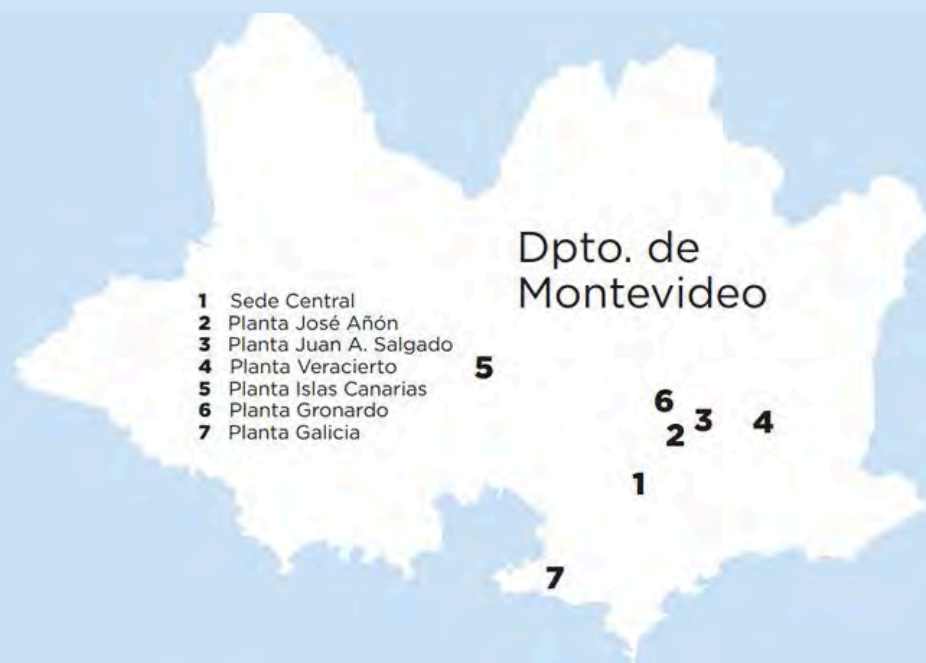 Dpto. de
Montevideo
1 Sede Central
2 Planta José Añón
3 Planta Juan A. Salgado
4 Planta Veracierto
5 Planta Islas Canarias
6 Planta Gronardo
7 Planta Galicia
5
6
3
4
2
1
7